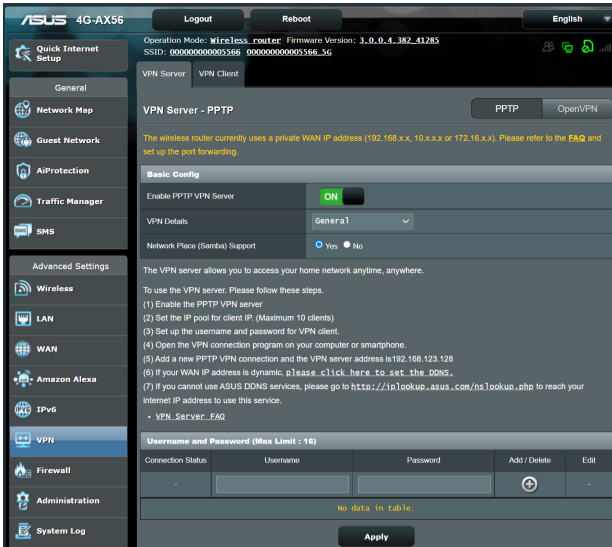 ASUS 4G-AX56
Logout
Reboot
English
Operation Mode: Wireless router Firmware Version: 3.0.0.4.382_41285
SSID: 000000000005566 000000000005566_5G
Quick Internet
Setup
General
Network Map
Guest Network
AiProtection
Traffic Manager
SMS
SMS
Advanced Settings
Wireless
LAN
WAN
Amazon Alexa
IPv6
VPN
Firewall
Administration
System Log
VPN Server
VPN Client
VPN Server - PPTP
PPTP
OpenVPN
The wireless router currently uses a private WAN IP address (192.168.x.x, 10.x.x.x or 172.16.x.x). Please refer to the FAQ and
set up the port forwarding.
Basic Config
Enable PPTP VPN Server
ON
VPN Details
General
Network Place (Samba) Support
Yes No
The VPN server allows you to access your home network anytime, anywhere.
To use the VPN server. Please follow these steps.
(1) Enable the PPTP VPN server
(2) Set the IP pool for client IP. (Maximum 10 clients)
(3) Set up the username and password for VPN client.
(4) Open the VPN connection program on your computer or smartphone.
(5) Add a new PPTP VPN connection and the VPN server address is192.168.123.128
(6) If your WAN IP address is dynamic, please click here to set the DDNS.
(7) If you cannot use ASUS DDNS services, please go to http://iplookup.asus.com/nslookup.php to reach your
internet IP address to use this service.
• VPN Server FAQ
Username and Password (Max Limit : 16)
Connection Status Username Password Add / Delete Edit
- -
No data in table.
Apply